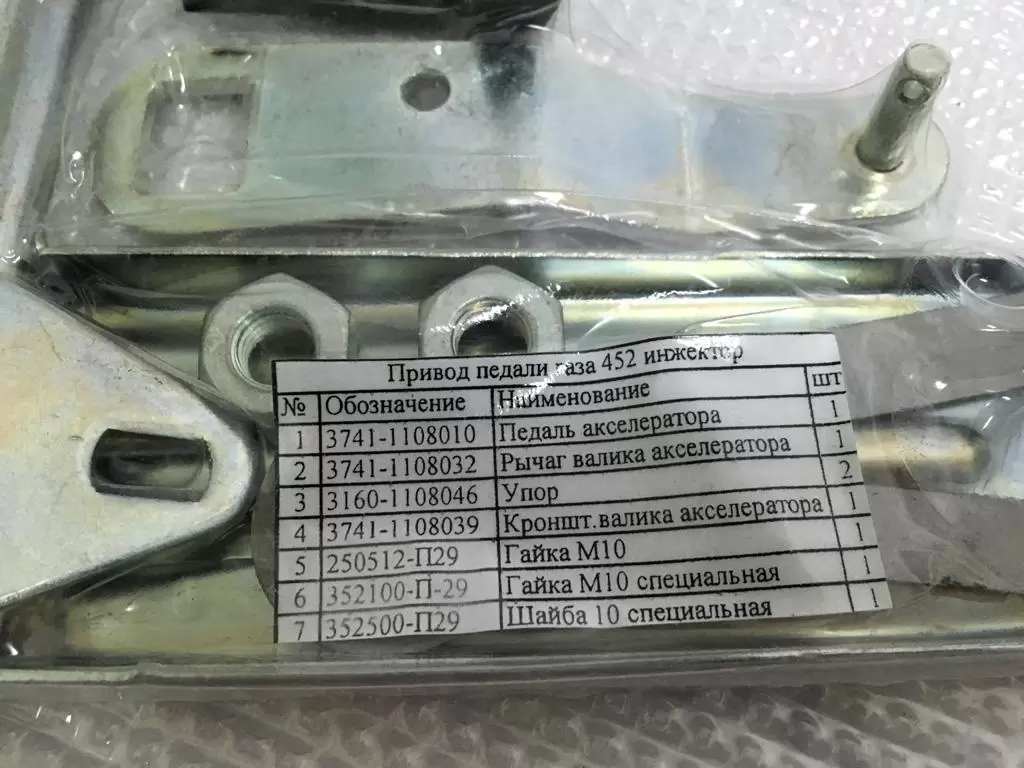 Привод педали газа 452 инжектор
№ Обозначение Наименование шт
1 3741-1108010 Педаль акселератора 1
2 3741-1108032 Рычаг валика акселератора 1
3 3160-1108046 Упор 2
4 3741-1108039 Кроншт.валика акселератора 1
5 250512-П29 Гайка М10 1
6 352100-П-29 Гайка М10 специальная 1
7 352500-П29 Шайба 10 специальная 1